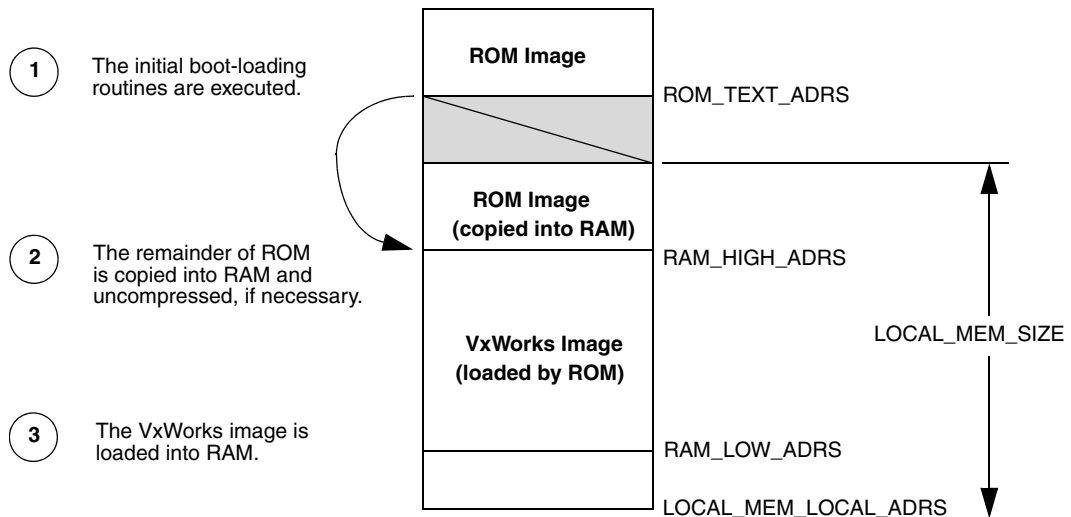 1
The initial boot-loading
routines are executed.
2
The remainder of ROM
is copied into RAM and
uncompressed, if necessary.
3
The VxWorks image is
loaded into RAM.
ROM Image
ROM Image
(copied into RAM)
VxWorks Image
(loaded by ROM)
ROM_TEXT_ADRS
RAM_HIGH_ADRS
RAM_LOW_ADRS
LOCAL_MEM_LOCAL_ADRS
LOCAL_MEM_SIZE